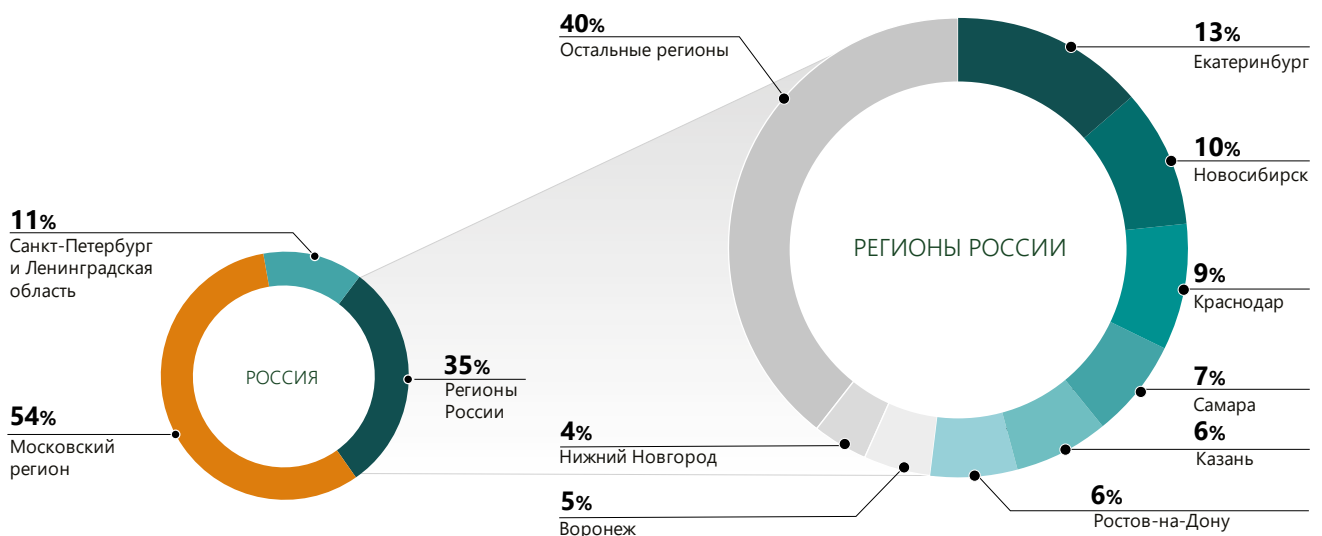 11%
Санкт-Петербург
и Ленинградская
область
РОССИЯ
35%
Регионы
России
54%
Московский
регион
40%
Остальные регионы
13%
Екатеринбург
10%
Новосибирск
РЕГИОНЫ РОССИИ
9%
Краснодар
7%
Самара
6%
Казань
6%
Ростов-на-Дону
5%
Воронеж
4%
Нижний Новгород